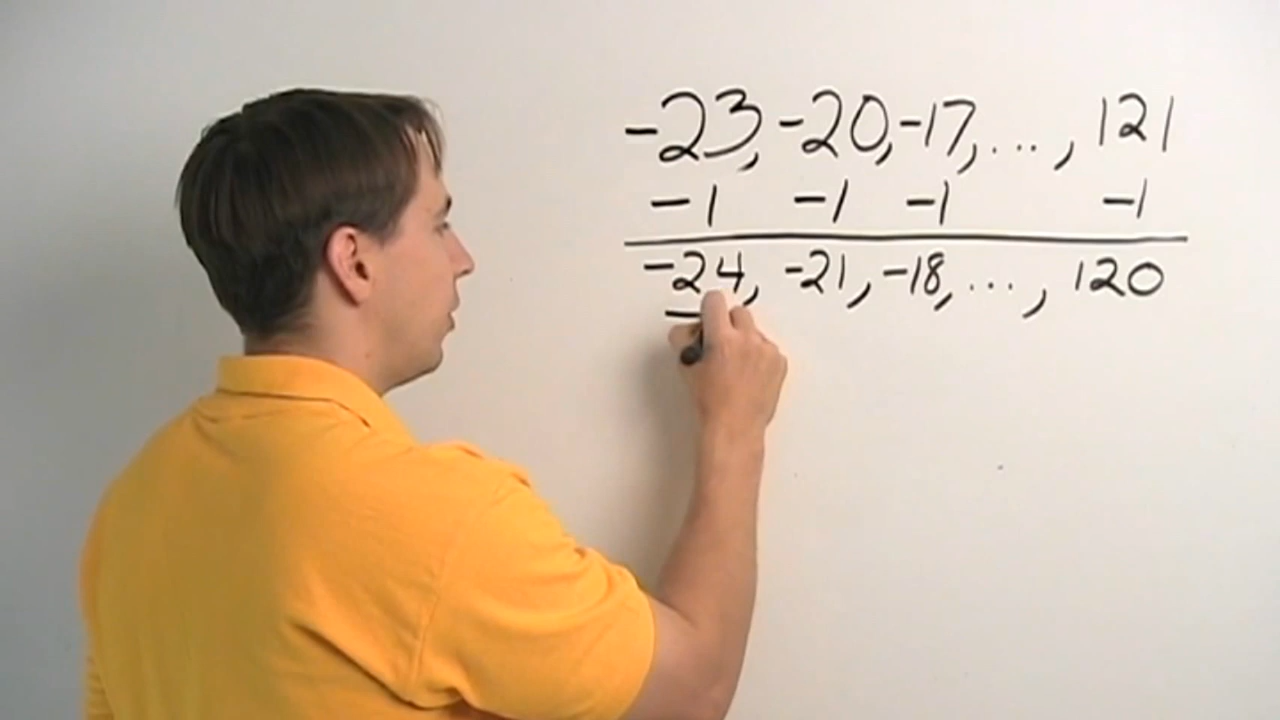 -23, -20, -17, ..., 121
-1 -1 -1 -1
-24, -21, -18, ..., 120
-